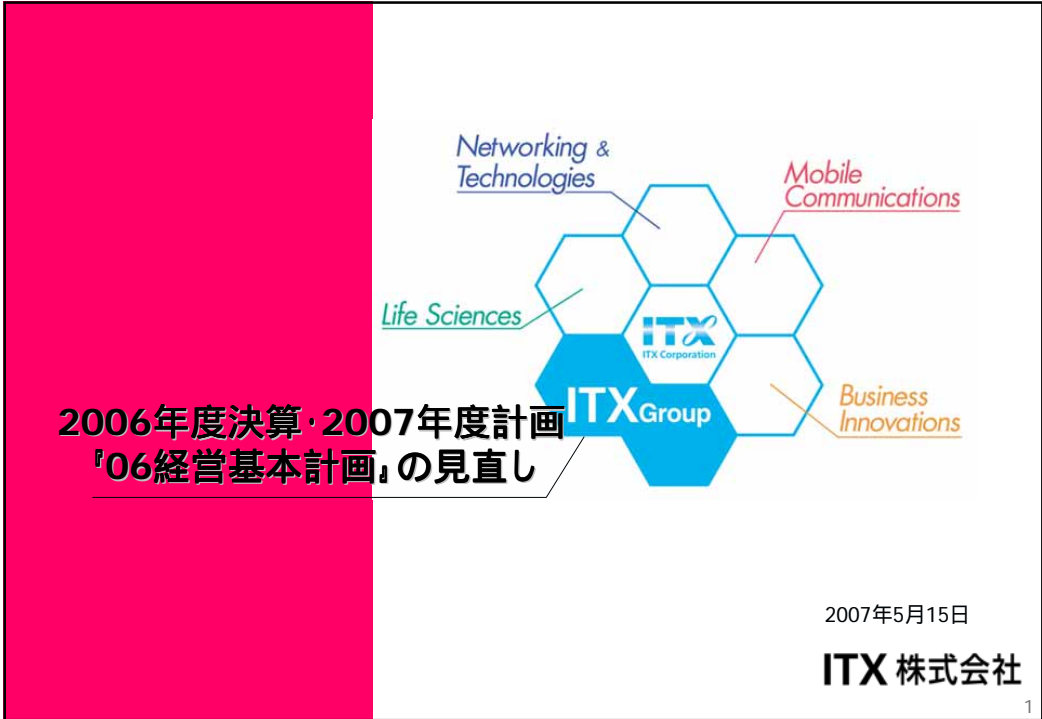 Networking &
Technologies
Mobile
Communications
Life Sciences
ITX
ITX Corporation
ITXGroup
Business
Innovations
2006年度決算・2007年度計画
『06経営基本計画』の見直し
2007年5月15日
ITX 株式会社
1